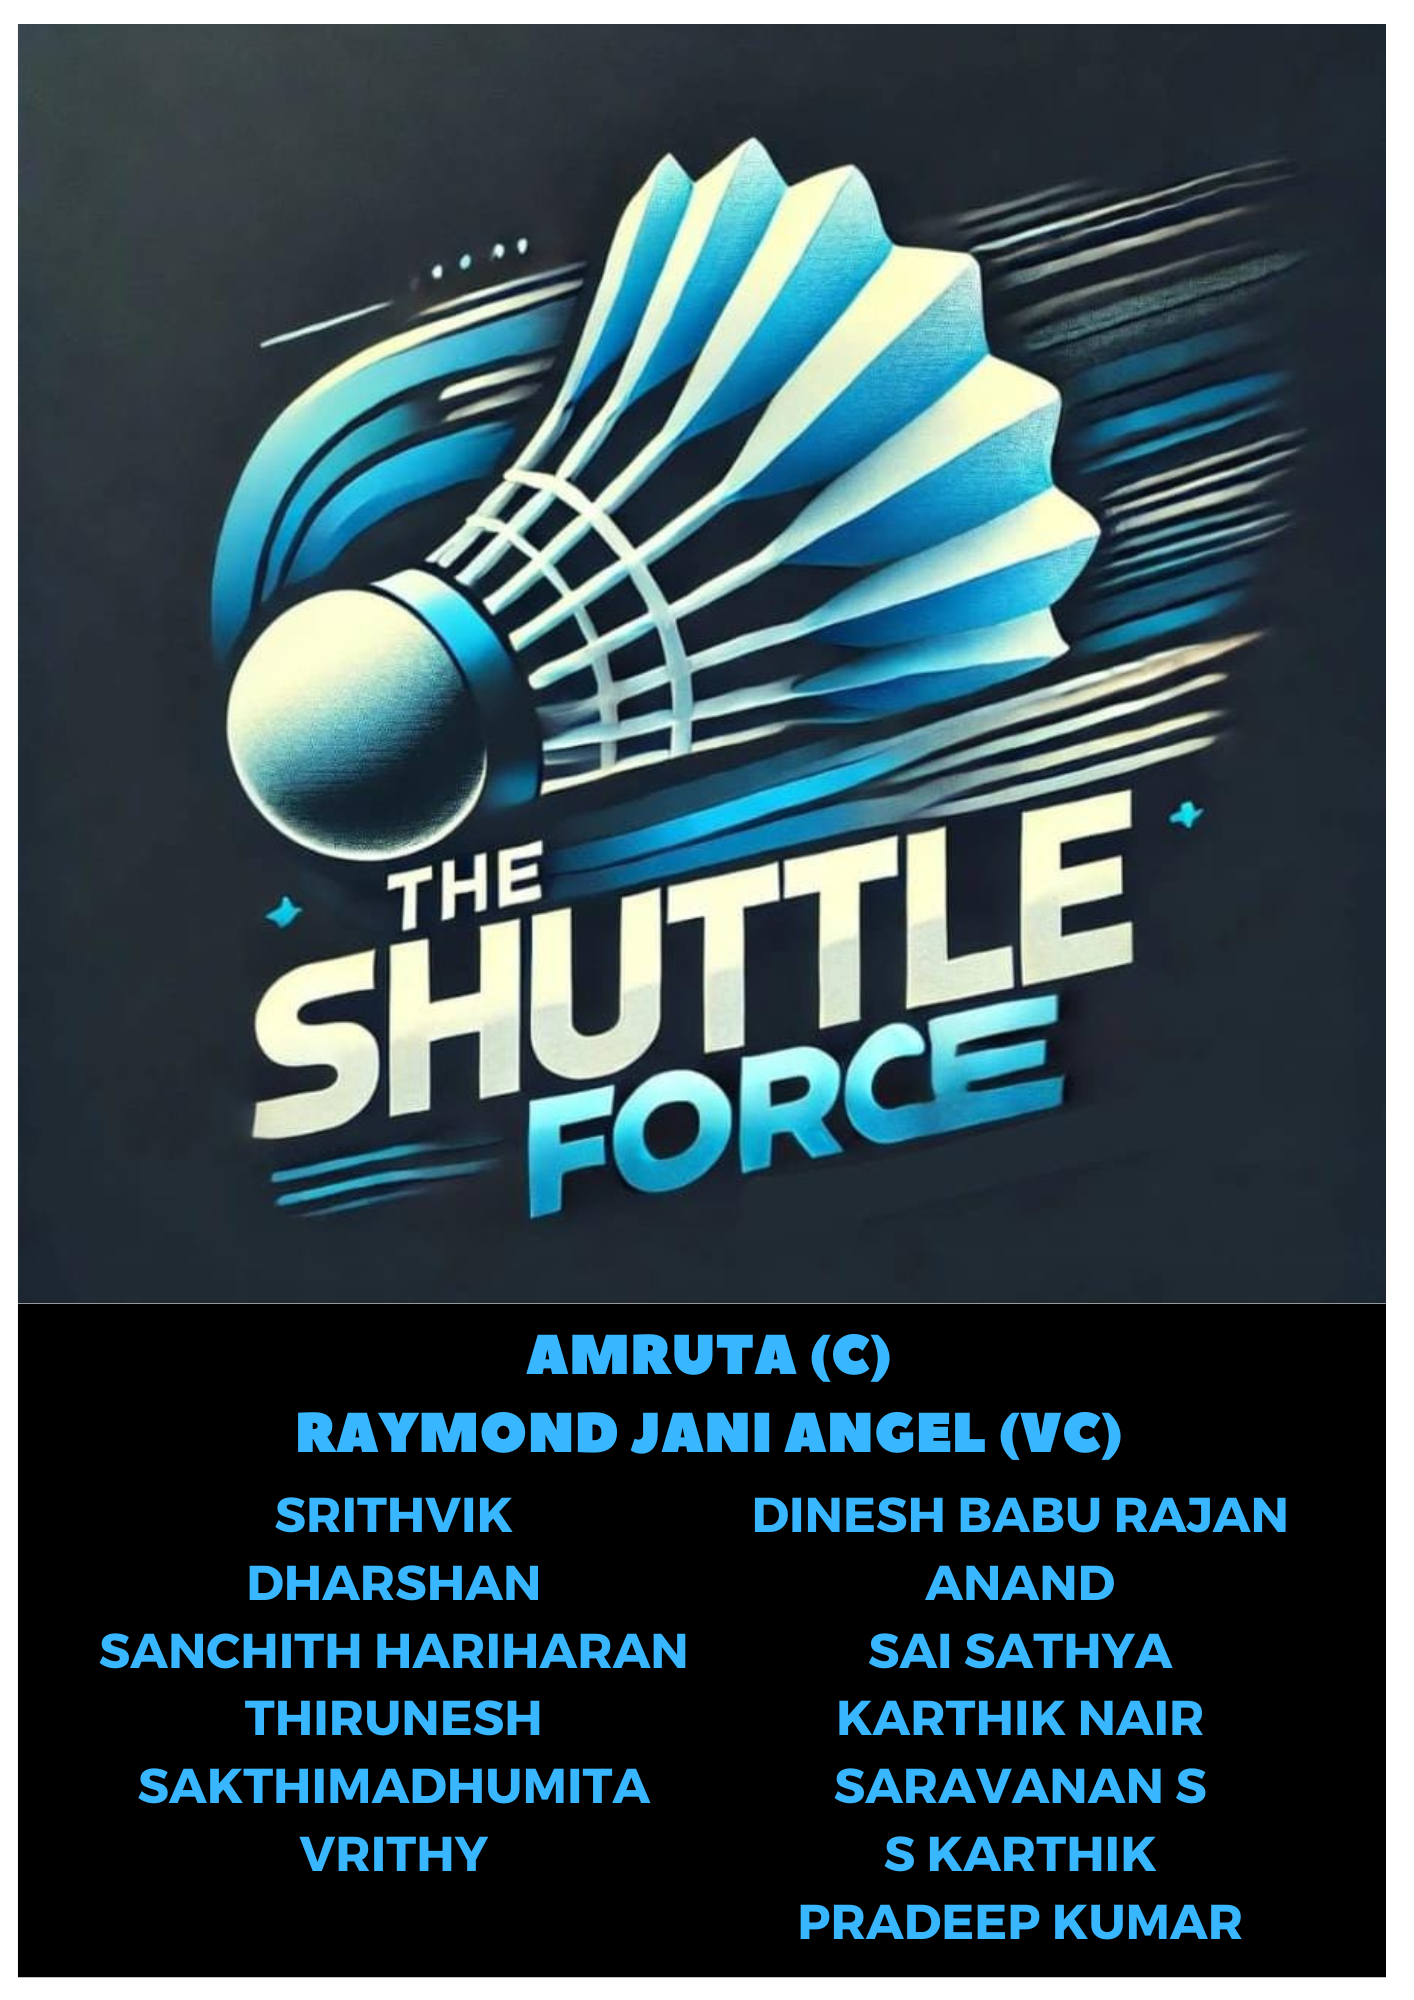 THE
SHUTTLE
FORCE
AMRUTA (C)
RAYMOND JANI ANGEL (VC)
SRITHVIK
DHARSHAN
SANCHITH HARIHARAN
THIRUNESH
SAKTHIMADHUMITA
VRITHY
DINESH BABU RAJAN
ANAND
SAI SATHYA
KARTHIK NAIR
SARAVANAN S
S KARTHIK
PRADEEP KUMAR